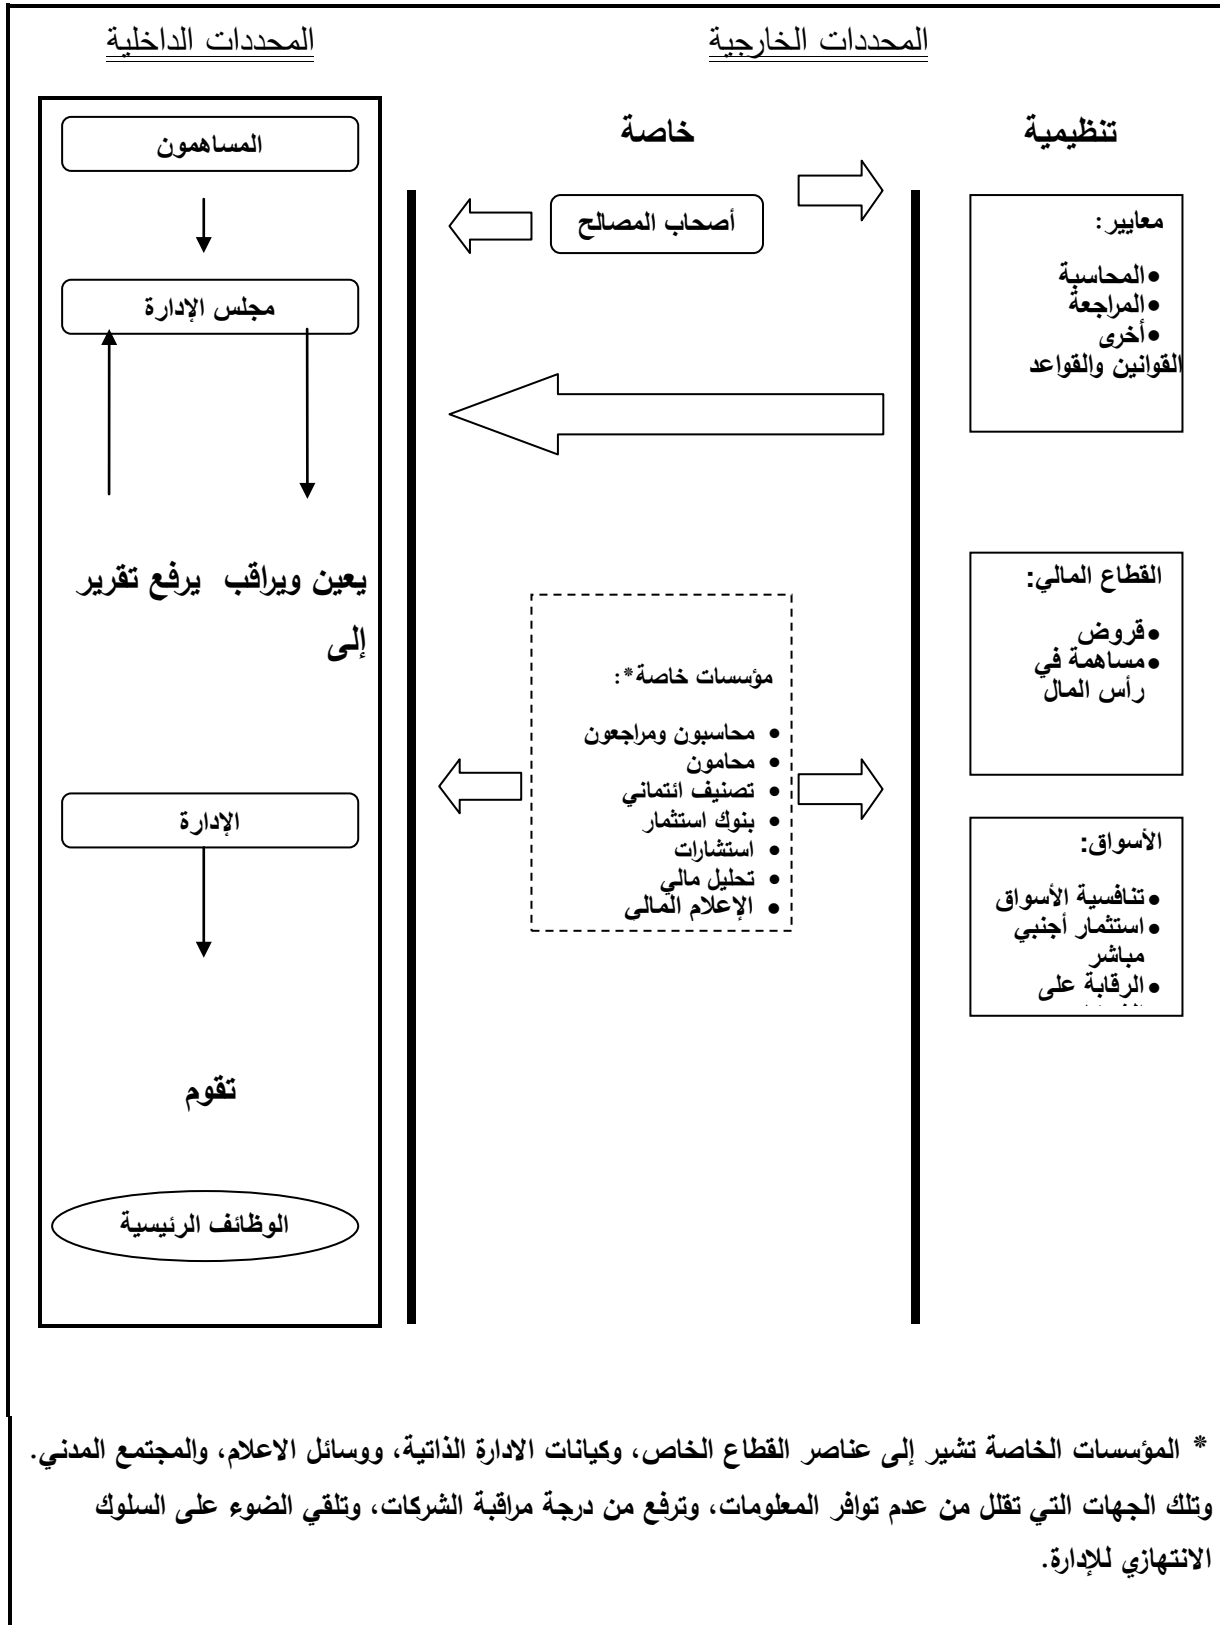 المحددات الخارجية
المحددات الداخلية
تنظيمية
خاصة
معايير:
•المحاسبة
•المراجعة
•أخرى
القوانين والقواعد
القطاع المالي:
•قروض
•مساهمة في
رأس المال
الأسواق:
•تنافسية الأسواق
•استثمار أجنبي
مباشر
•الرقابة على
أصحاب المصالح
مؤسسات خاصة*:
• محاسبون ومراجعون
• محامون
• تصنيف ائتماني
• بنوك استثمار
• استشارات
• تحليل مالي
• الإعلام المالى
المساهمون
مجلس الإدارة
يعين ويراقب يرفع تقرير
إلى
الإدارة
تقوم
الوظائف الرئيسية
* المؤسسات الخاصة تشير إلى عناصر القطاع الخاص، وكيانات الادارة الذاتية، ووسائل الاعلام، والمجتمع المدني.
وتلك الجهات التي تقلل من عدم توافر المعلومات، وترفع من درجة مراقبة الشركات، وتلقي الضوء على السلوك
الانتهازي للإدارة.